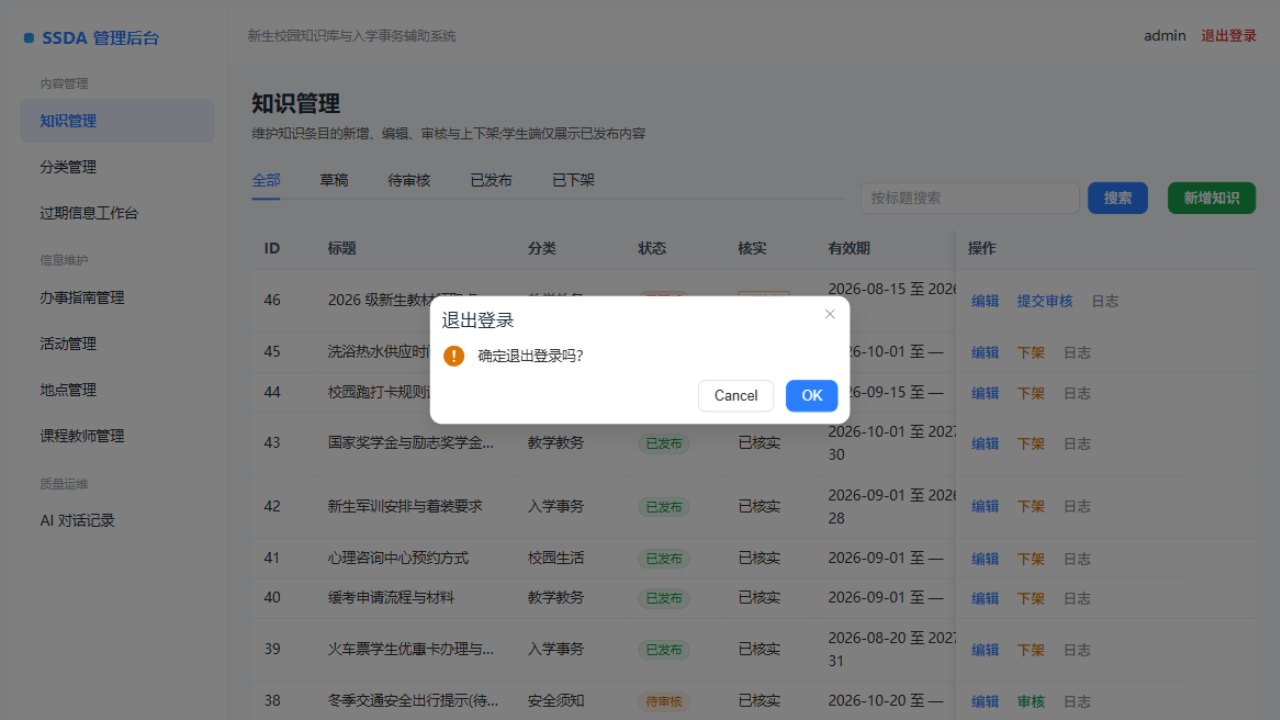 SSDA 管理后台
新生校园知识库与入学事务辅助系统
admin 退出登录
内容管理
知识管理
分类管理
过期信息工作台
信息维护
办事指南管理
活动管理
地点管理
课程教师管理
质量运维
AI 对话记录
知识管理
维护知识条目的新增、编辑、审核与上下架;学生端仅展示已发布内容
全部 草稿 待审核 已发布 已下架
按标题搜索 搜索 新增知识
ID 标题 分类 状态 核实 有效期 操作
46 2026 级新生教材 2026-08-15 至 2026 编辑 提交审核 日志
退出登录
确定退出登录吗?
Cancel OK
45 洗浴热水供应时 26-10-01 至 — 编辑 下架 日志
44 校园跑打卡规则 26-09-15 至 — 编辑 下架 日志
43 国家奖学金与励志奖学金... 教学教务 已发布 已核实 2026-10-01 至 2027 编辑 下架 日志
30
42 新生军训安排与着装要求 入学事务 已发布 已核实 2026-09-01 至 2026 编辑 下架 日志
28
41 心理咨询中心预约方式 校园生活 已发布 已核实 2026-09-01 至 — 编辑 下架 日志
40 缓考申请流程与材料 教学教务 已发布 已核实 2026-09-01 至 — 编辑 下架 日志
39 火车票学生优惠卡办理与... 入学事务 已发布 已核实 2026-08-20 至 2027 编辑 下架 日志
31
38 冬季交通安全出行提示(待... 安全须知 待审核 已核实 2026-10-20 至 — 编辑 审核 日志